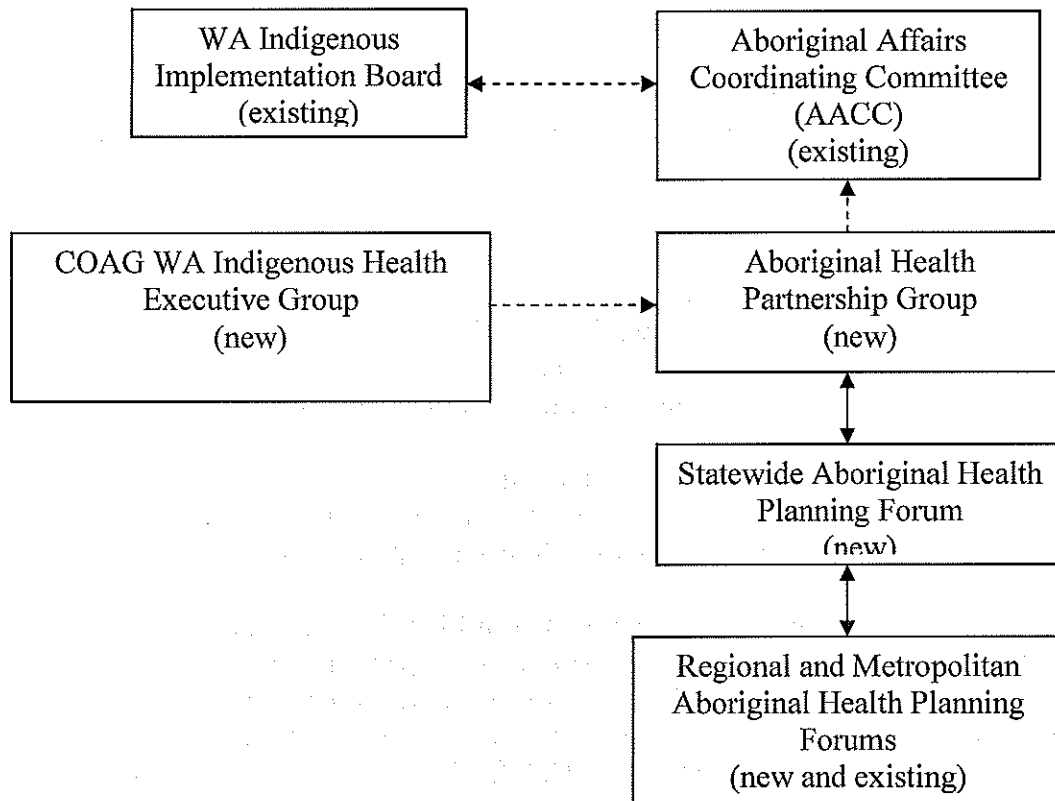 WA Indigenous
Implementation Board
(existing)
Aboriginal Affairs
Coordinating Committee
(AACC)
(existing)
COAG WA Indigenous Health
Executive Group
(new)
Aboriginal Health
Partnership Group
(new)
Statewide Aboriginal Health
Planning Forum
(new)
Regional and Metropolitan
Aboriginal Health Planning
Forums
(new and existing)